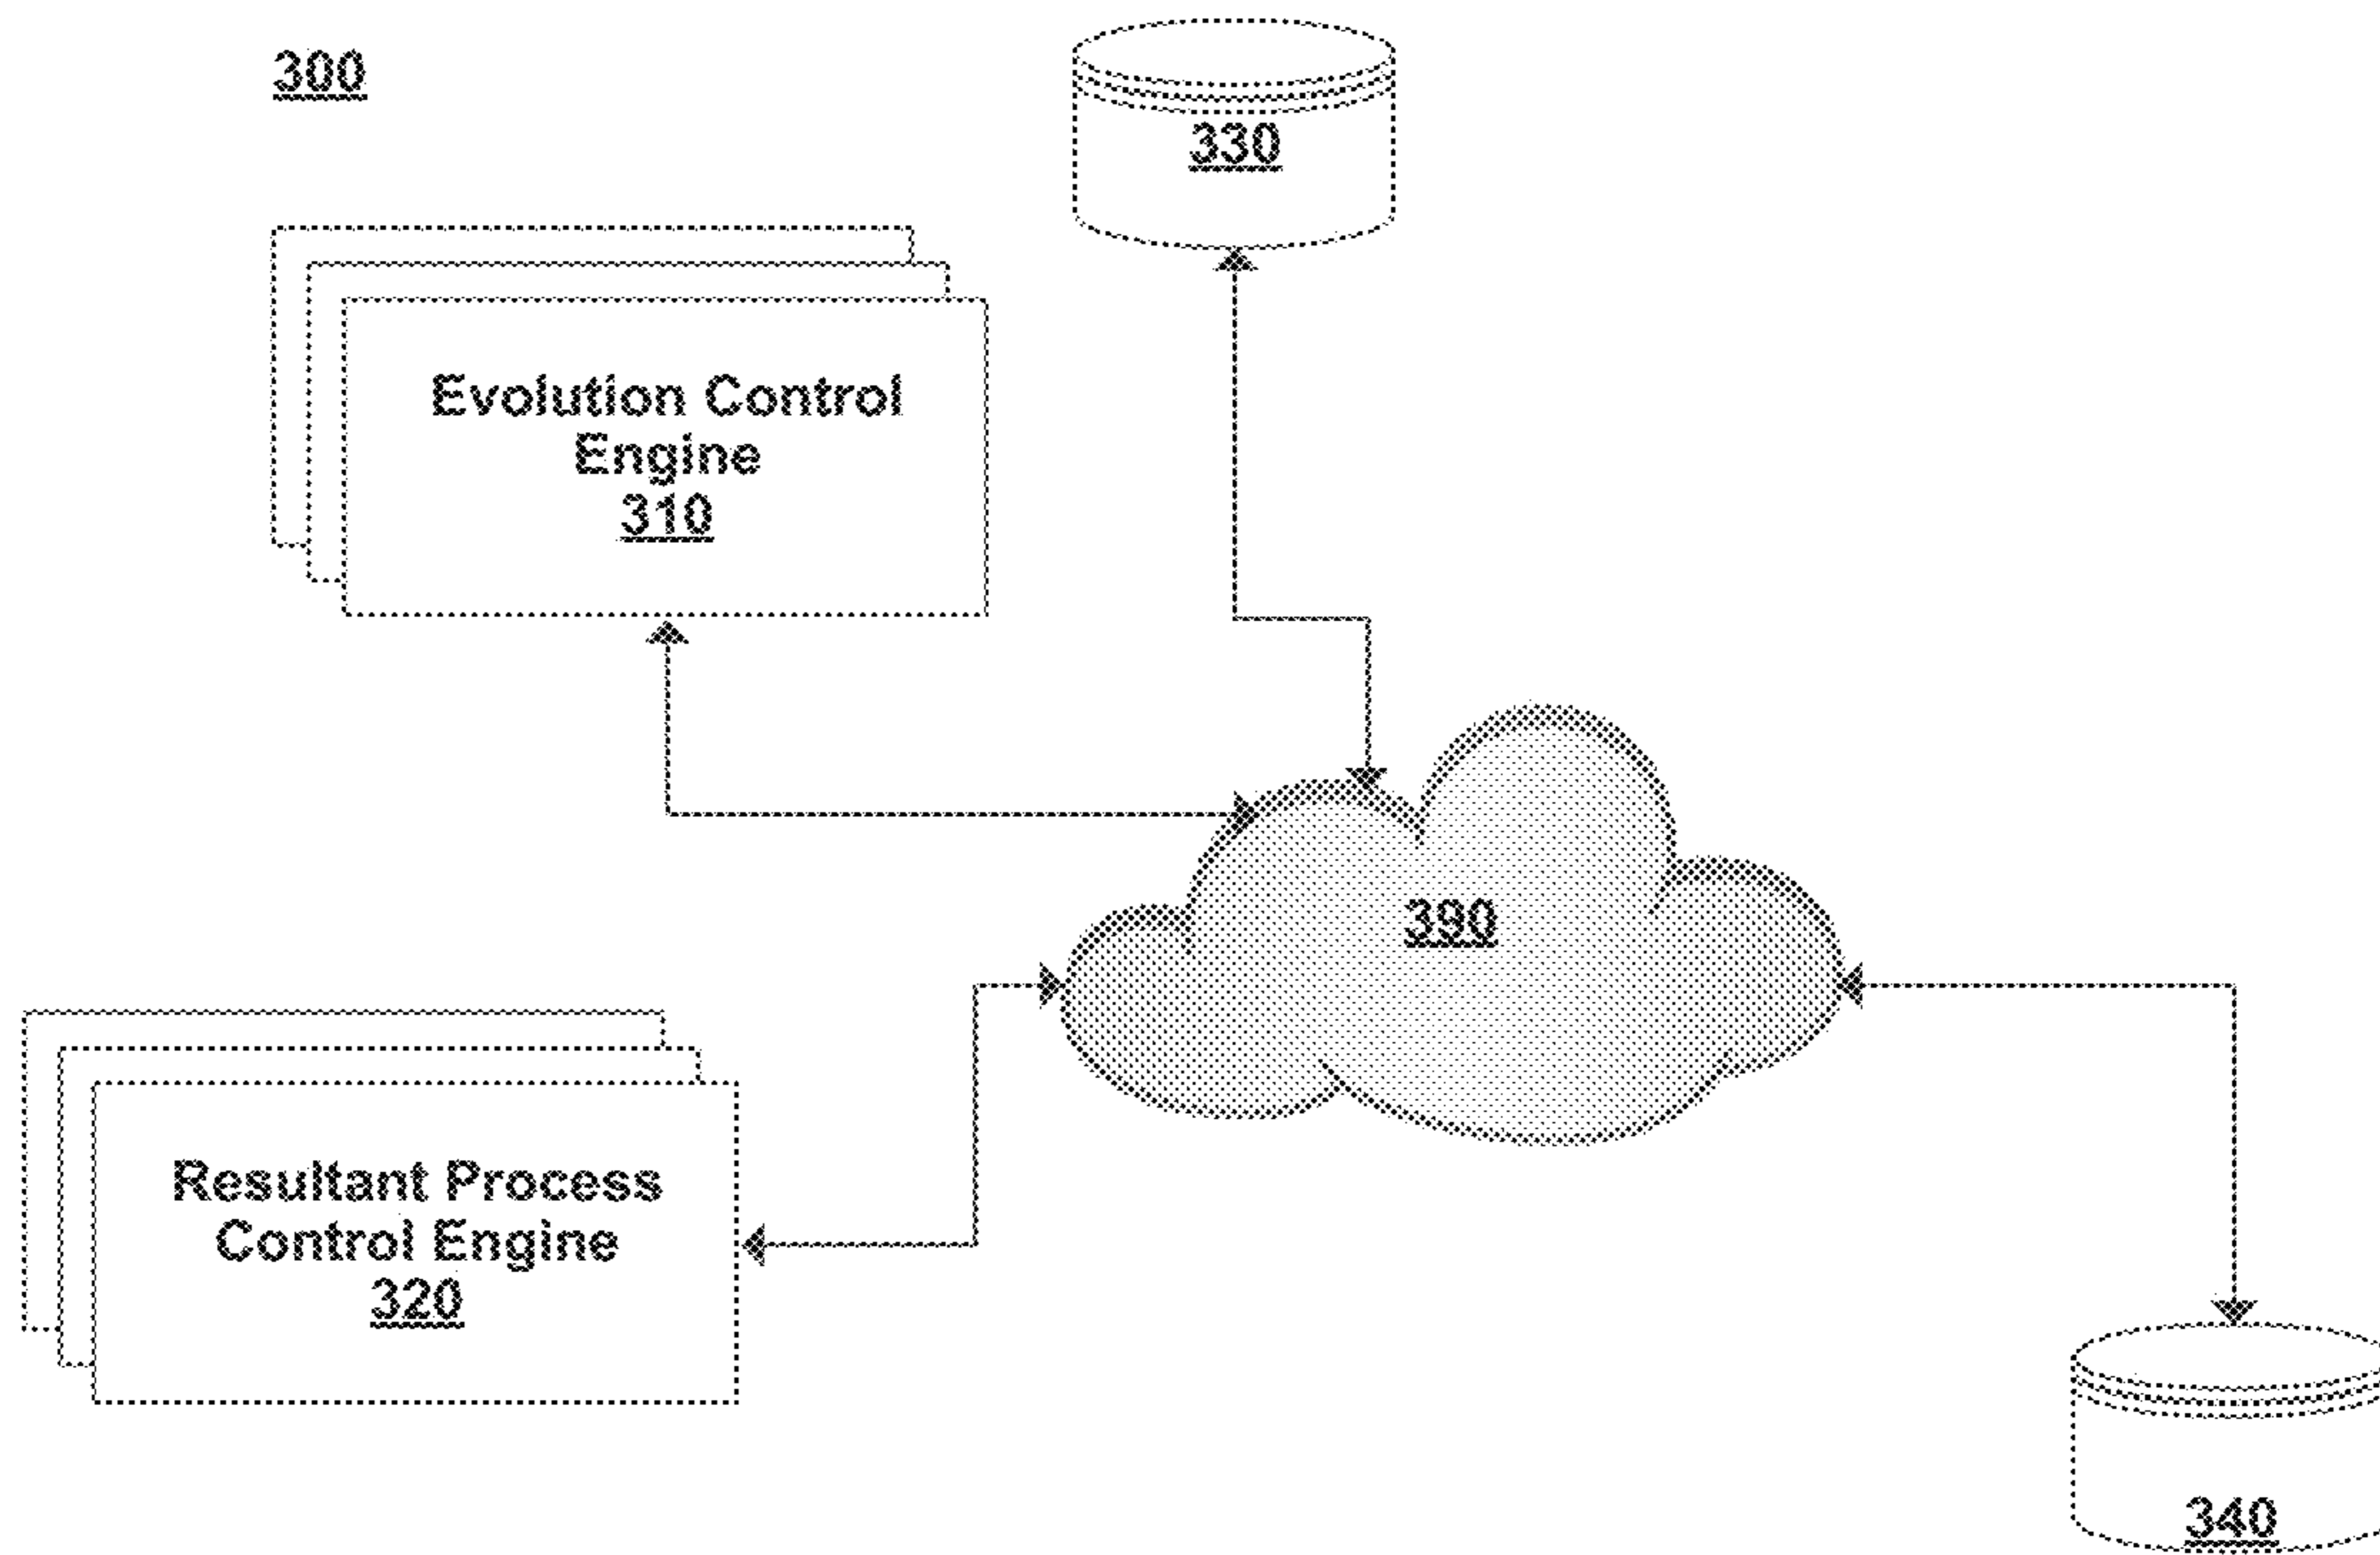 300
330
Evolution Control
Engine
310
390
Resultant Process
Control Engine
320
340